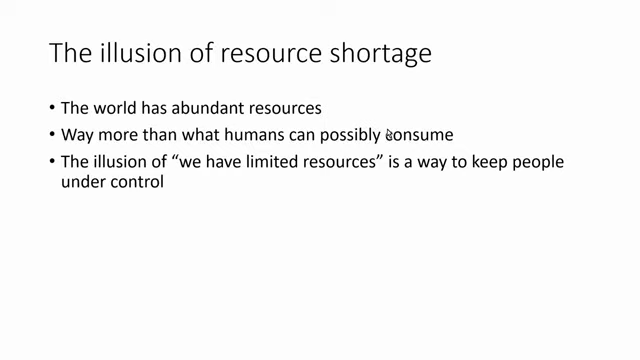 The illusion of resource shortage
• The world has abundant resources
• Way more than what humans can possibly consume
• The illusion of “we have limited resources” is a way to keep people
under control